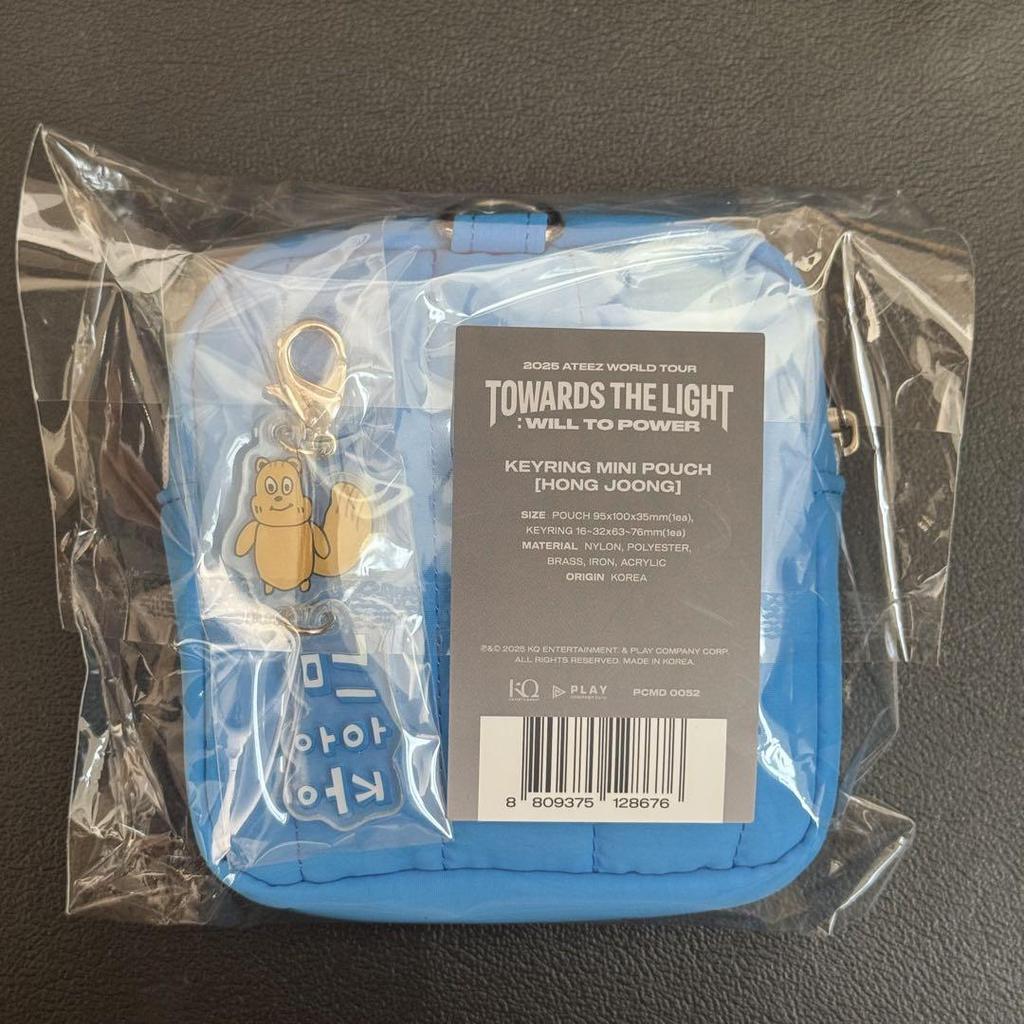 2025 ATEEZ WORLD TOUR
TOWARDS THE LIGHT
: WILL TO POWER
KEYRING MINI POUCH
[HONG JOONG]
SIZE POUCH 95x100x35mm(1ea),
KEYRING 16~32x63~76mm(1ea)
MATERIAL NYLON, POLYESTER,
BRASS, IRON, ACRYLIC
ORIGIN KOREA
℗&© 2025 KQ ENTERTAINMENT. & PLAY COMPANY CORP.
ALL RIGHTS RESERVED. MADE IN KOREA.
KQ PLAY PCMD 0052
8 809375 128676